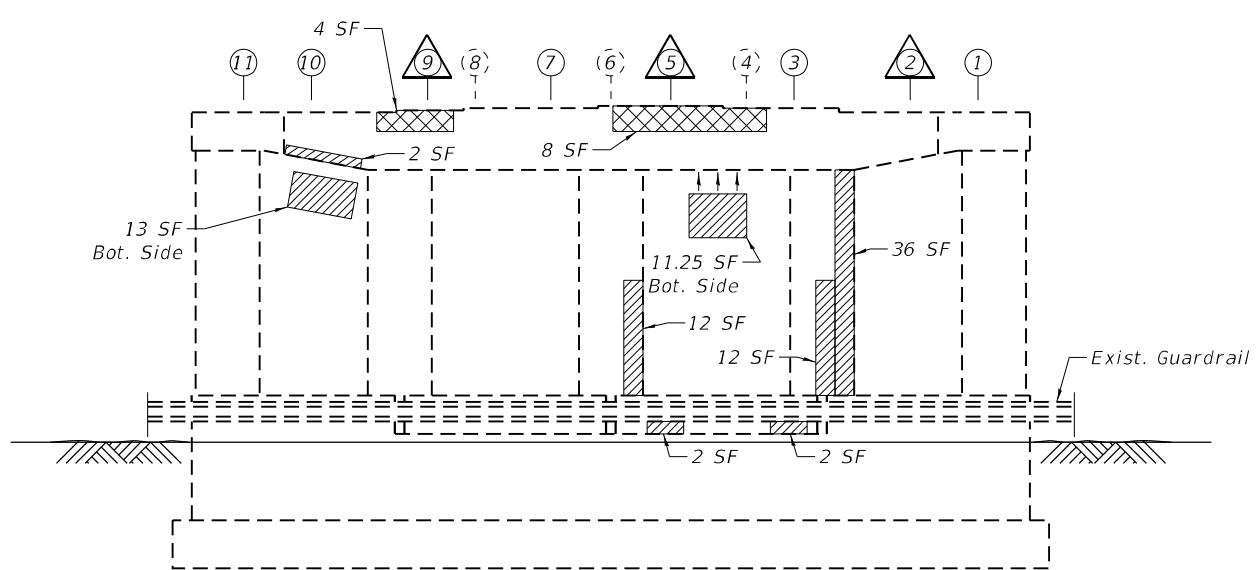 4 SF
11
10
9
8
7
6
5
4
3
2
1
2 SF
8 SF
13 SF
Bot. Side
36 SF
11.25 SF
Bot. Side
12 SF
12 SF
Exist. Guardrail
2 SF
2 SF